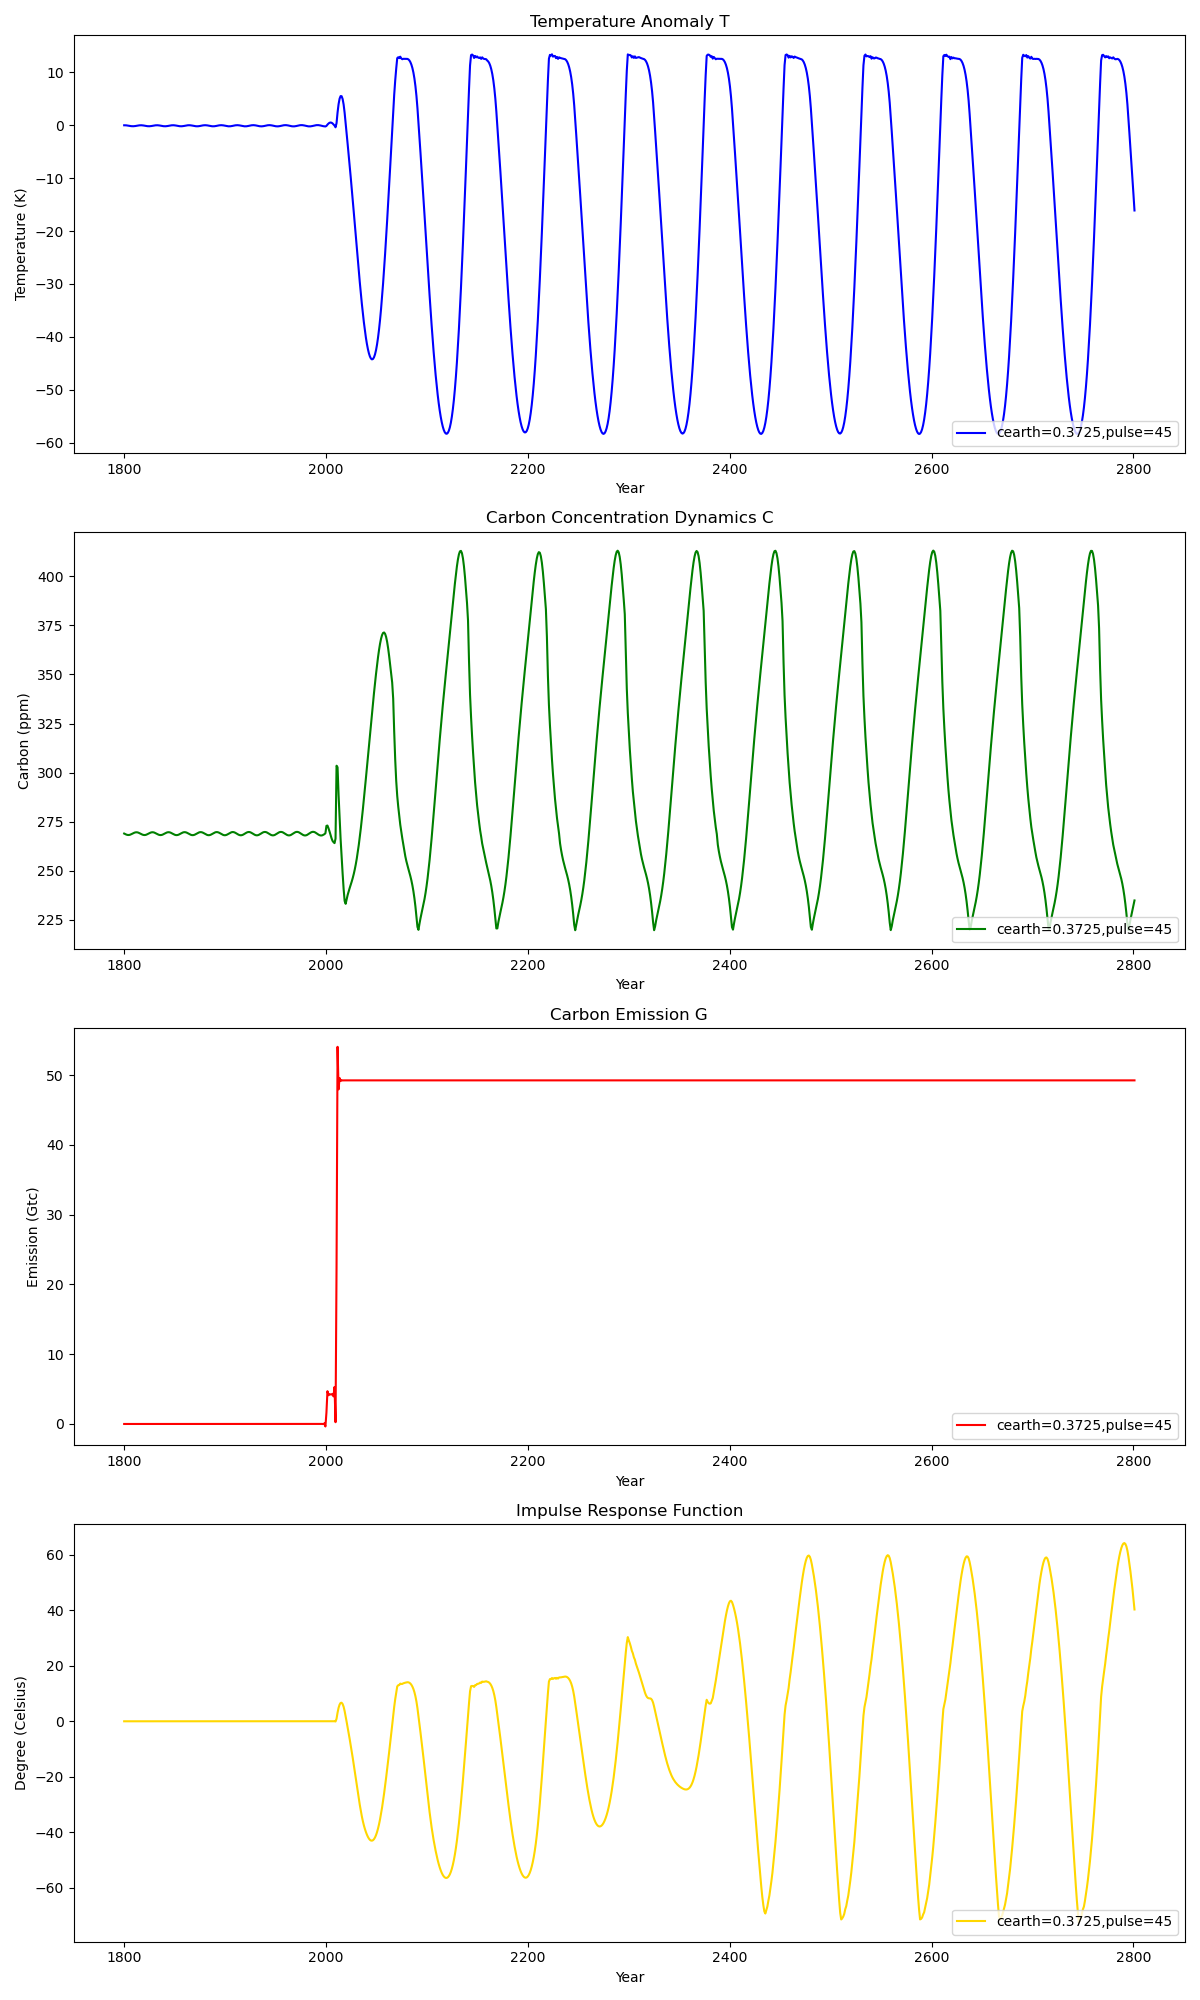 Temperature Anomaly T
10
0
−10
−20
−30
−40
−50
−60
Temperature (K)
cearth=0.3725,pulse=45
1800 2000 2200 2400 2600 2800
Year
Carbon Concentration Dynamics C
400
375
350
325
300
275
250
225
Carbon (ppm)
cearth=0.3725,pulse=45
1800 2000 2200 2400 2600 2800
Year
Carbon Emission G
50
40
30
20
10
0
Emission (Gtc)
cearth=0.3725,pulse=45
1800 2000 2200 2400 2600 2800
Year
Impulse Response Function
60
40
20
0
−20
−40
−60
Degree (Celsius)
cearth=0.3725,pulse=45
1800 2000 2200 2400 2600 2800
Year